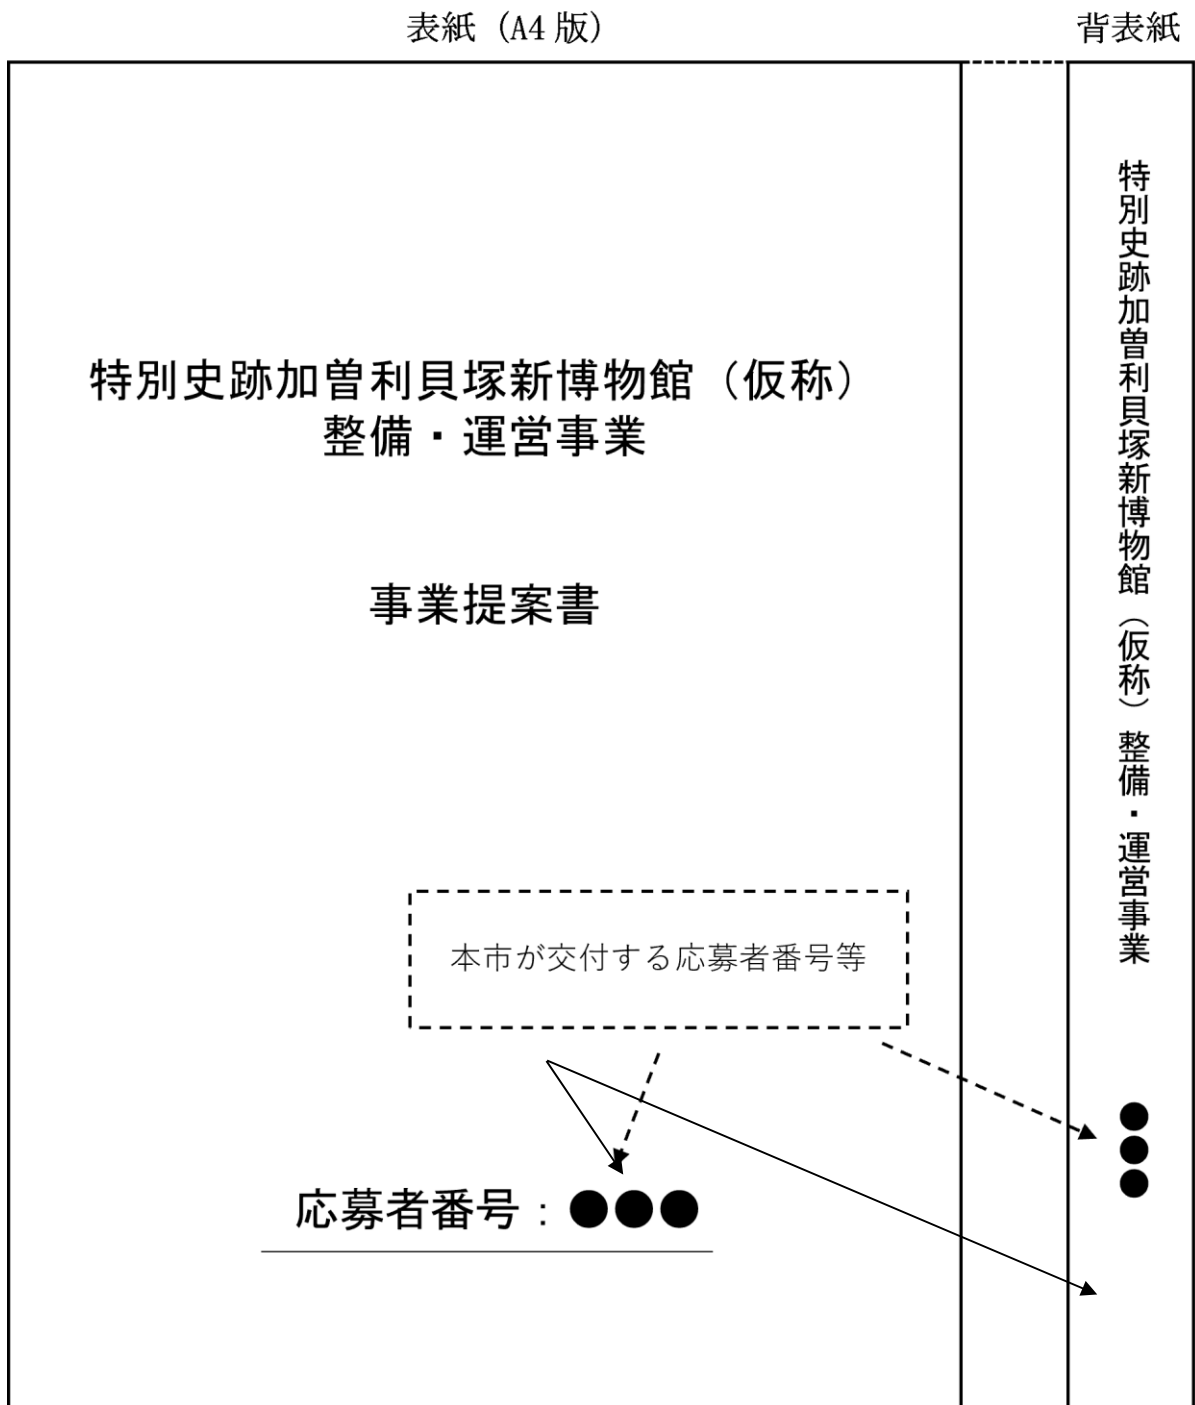 表紙（A4 版）
背表紙
特別史跡加曽利貝塚新博物館（仮称）
整備・運営事業
事業提案書
本市が交付する応募者番号等
応募者番号：●●●
特別史跡加曽利貝塚新博物館（仮称）整備・運営事業
●●●